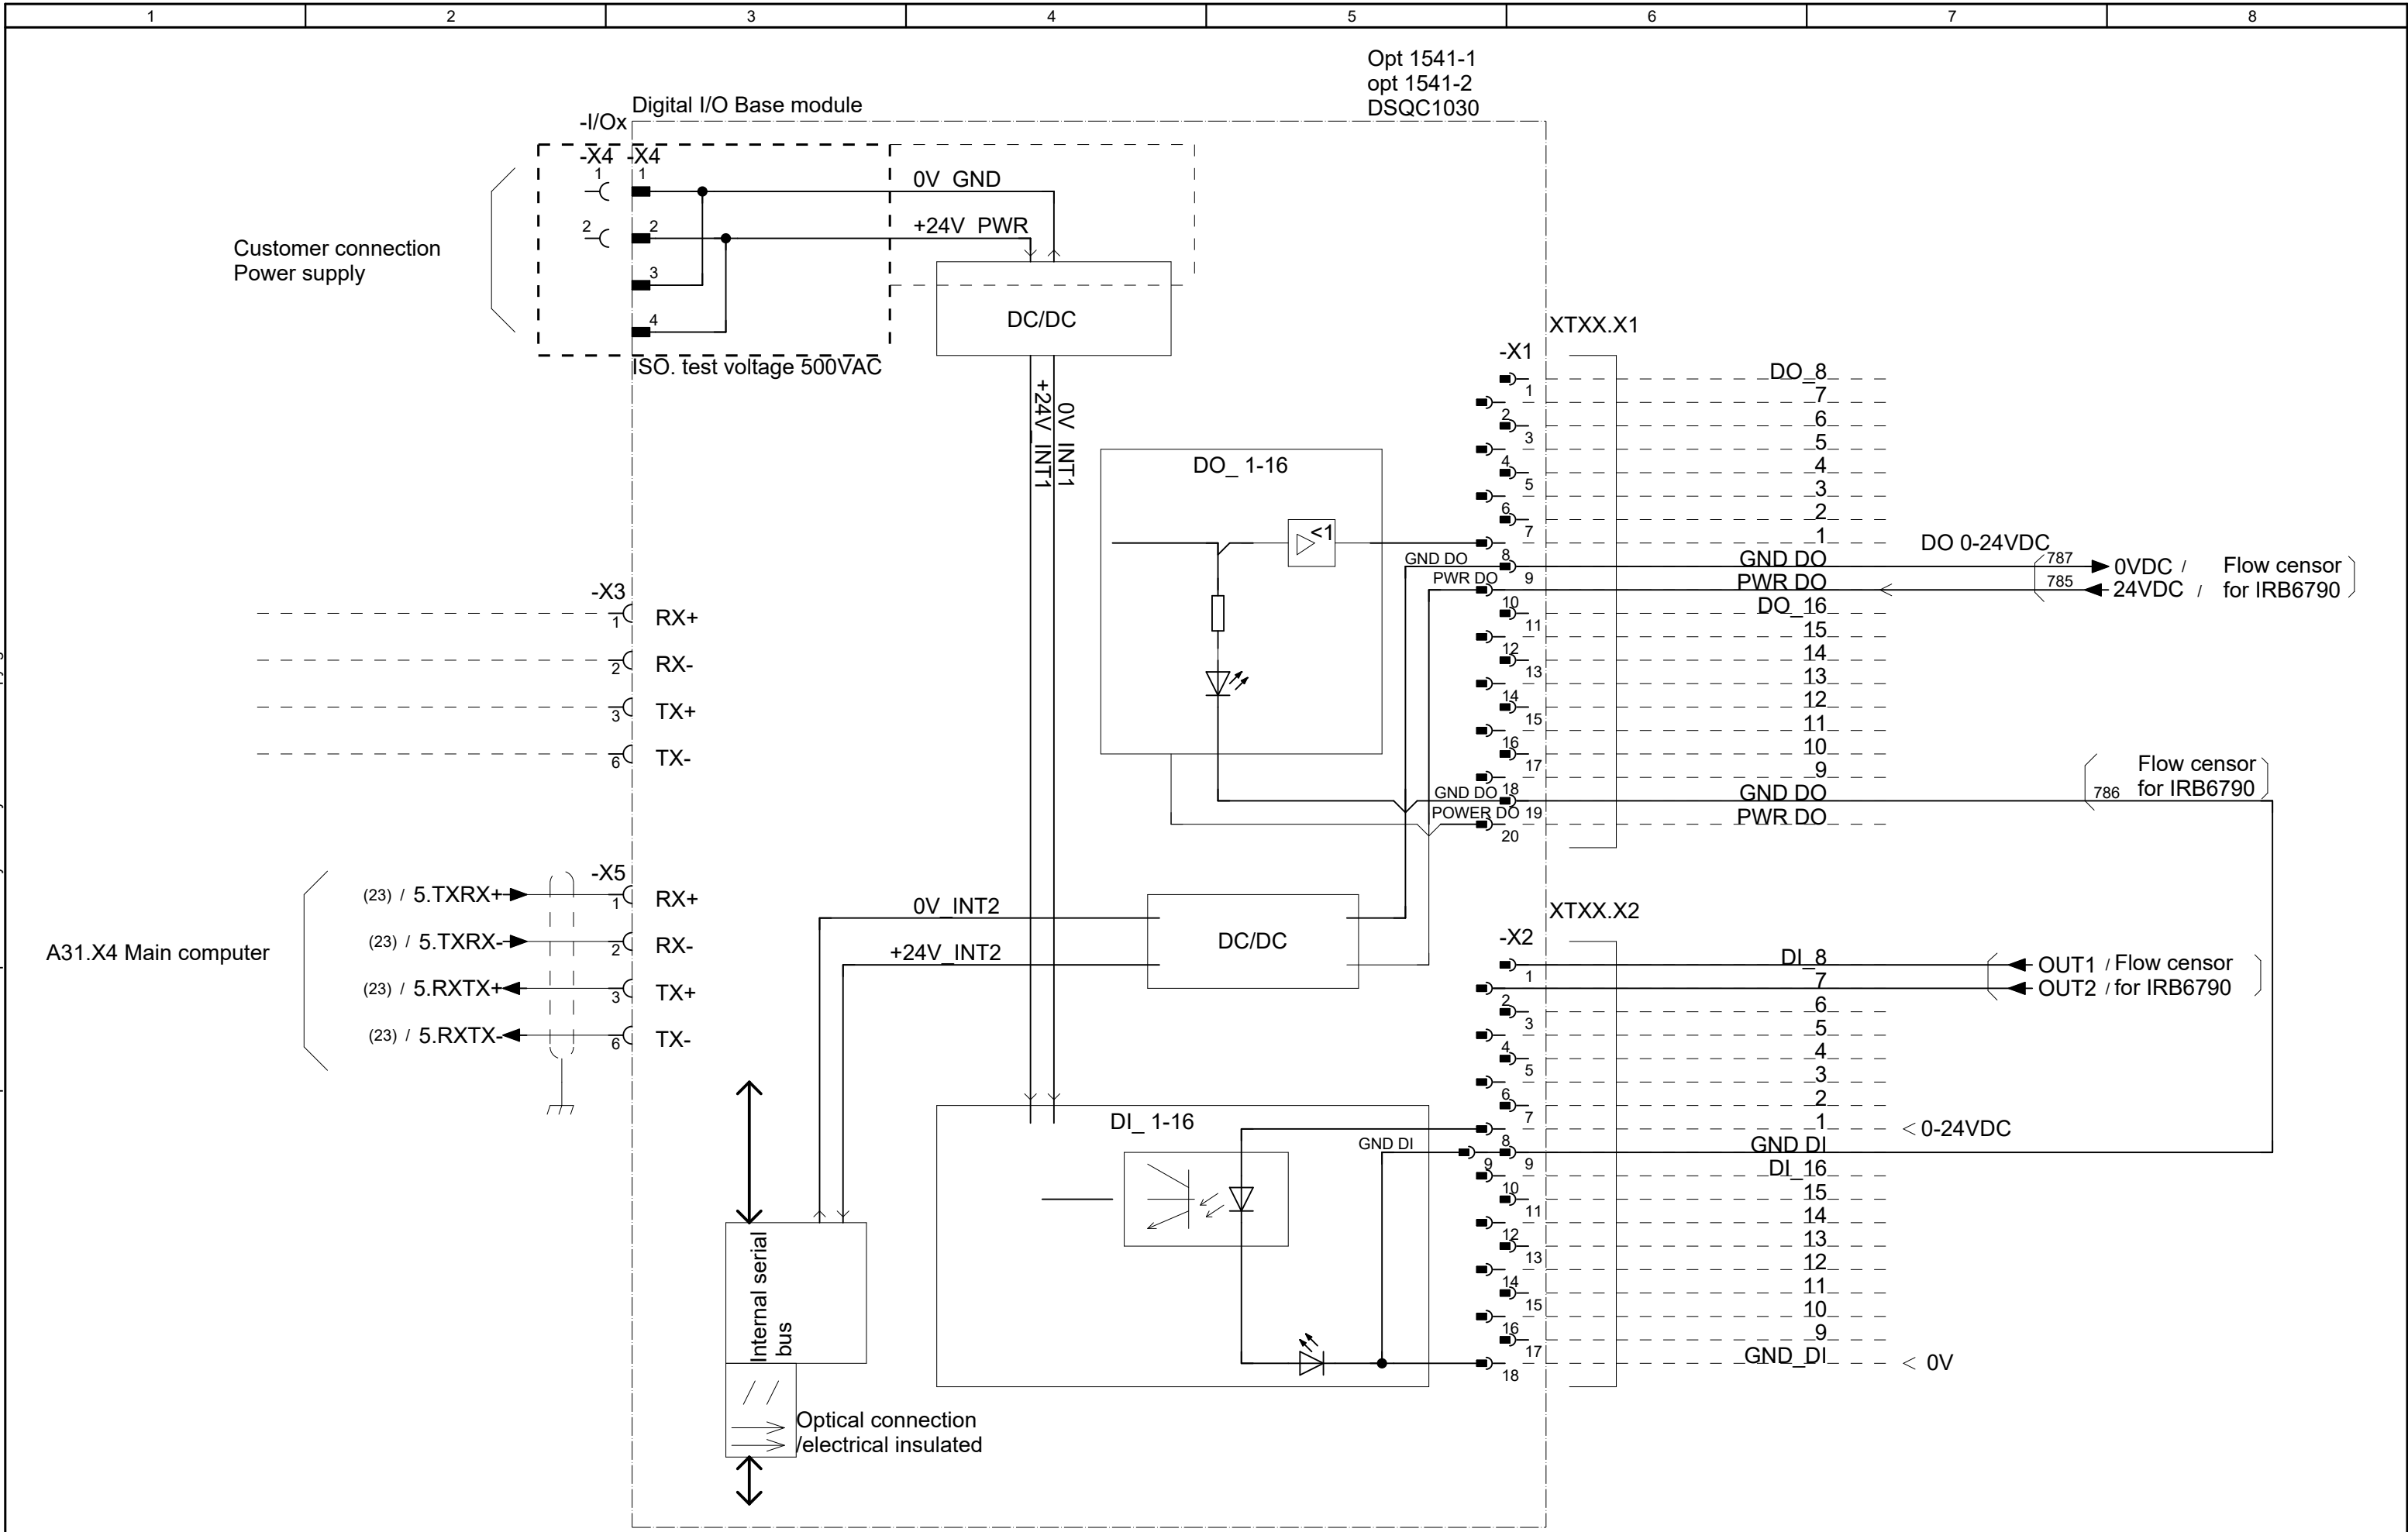 1 2 3 4 5 6 7 8
Opt 1541-1
opt 1541-2
DSQC1030
Digital I/O Base module
-I/Ox
-X4 -X4
1 1
0V_GND
2 2
+24V_PWR
3
4
Customer connection
Power supply
DC/DC
ISO. test voltage 500VAC
+24V_INT1
0V_INT1
XTXX.X1
-X1
DO_8
1
7
2
6
3
5
4
4
5
3
6
2
7
1
DO_ 1-16
<1
DO 0-24VDC
GND DO
8
GND DO
787
0VDC /
Flow censor
PWR DO
9
PWR DO
785
24VDC /
for IRB6790
10
DO_16
11
15
12
14
13
13
14
12
15
11
16
10
17
9
GND DO
18
GND DO
786
Flow censor
for IRB6790
POWER DO
19
PWR DO
20
-X3
1
RX+
2
RX-
3
TX+
6
TX-
-X5
(23) / 5.TXRX+
1
RX+
(23) / 5.TXRX-
2
RX-
(23) / 5.RXTX+
3
TX+
(23) / 5.RXTX-
6
TX-
A31.X4 Main computer
0V_INT2
+24V_INT2
DC/DC
XTXX.X2
-X2
DI_8
OUT1 / Flow censor
1
7
OUT2 / for IRB6790
2
6
3
5
4
4
5
3
6
2
7
1
< 0-24VDC
DI_ 1-16
GND DI
8
GND DI
9
9
DI_16
10
15
11
14
12
13
13
12
14
11
15
10
16
9
17
GND_DI
< 0V
18
Internal serial
bus
Optical connection
/electrical insulated